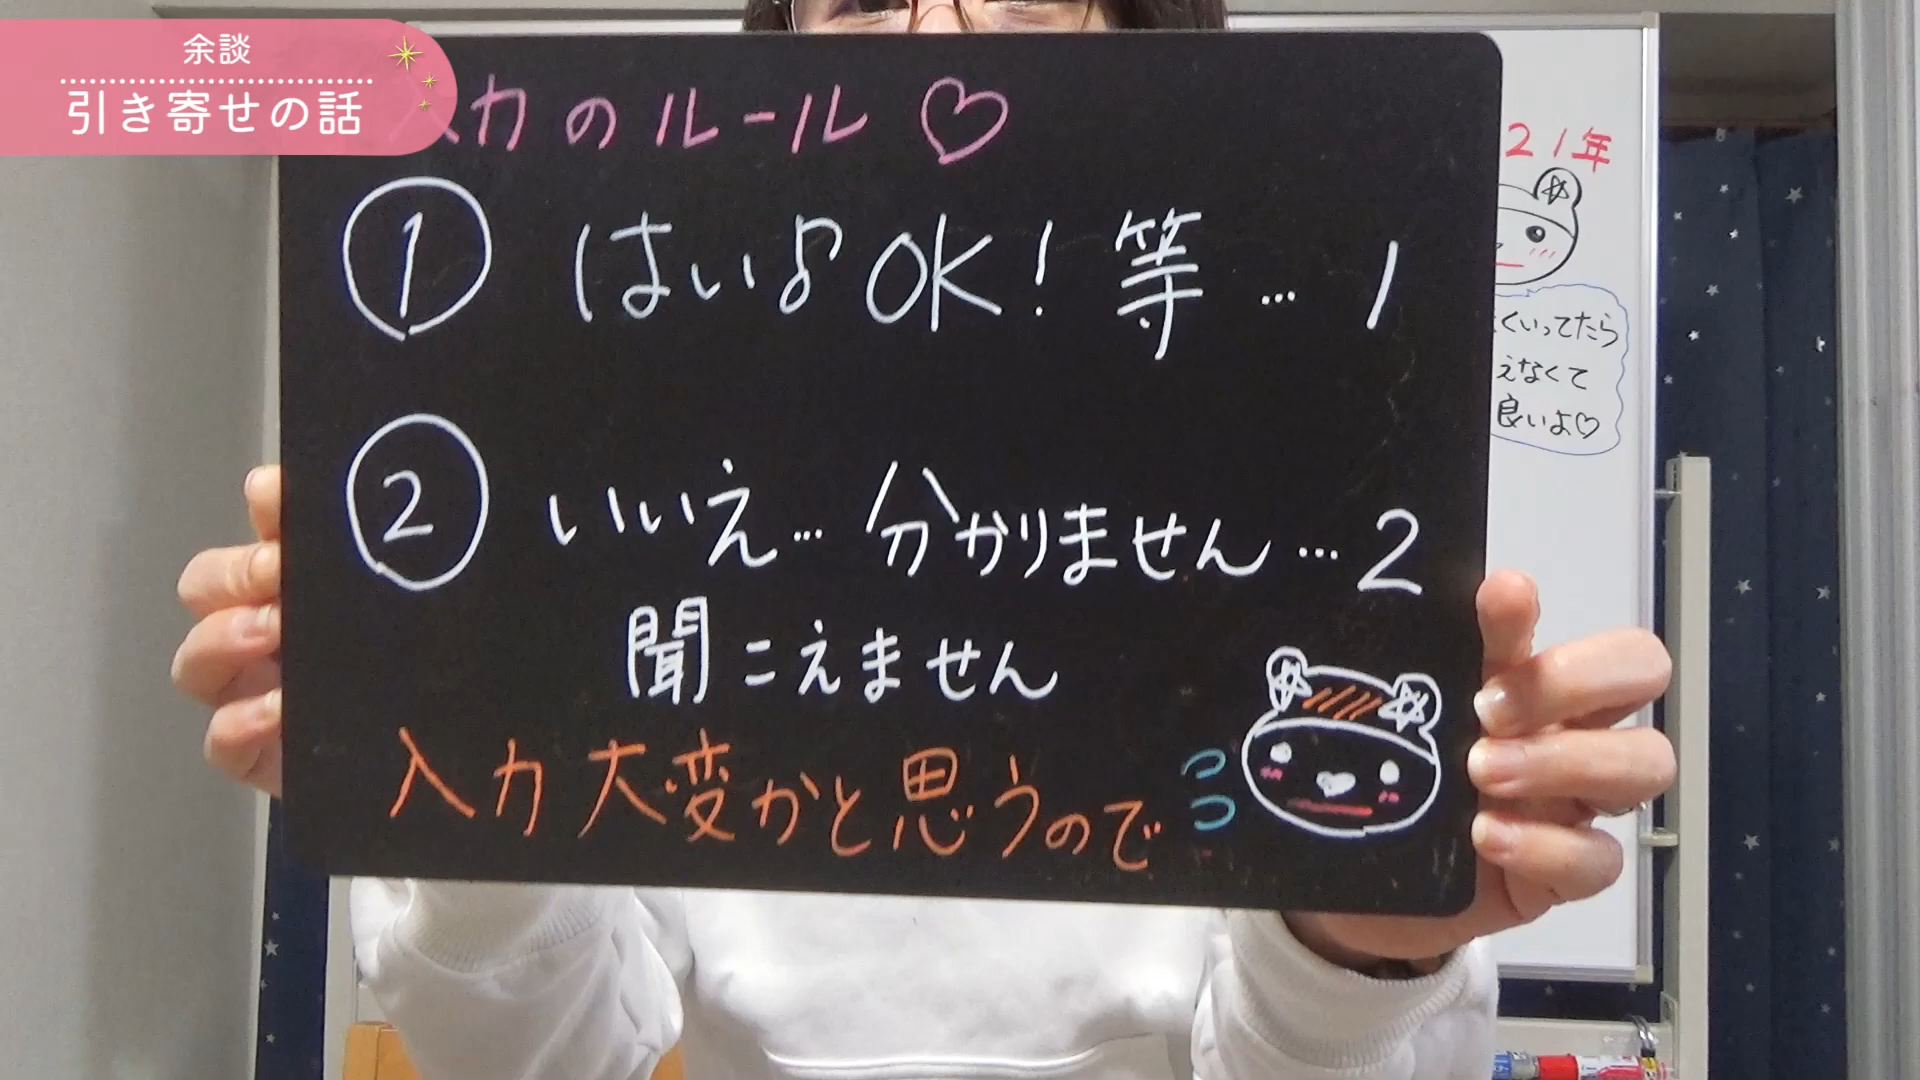 余談
引き寄せの話
入力のルール♡
① はい♪OK!等…1
② いいえ…分かりません…2
聞こえません
入力大変かと思うので
21年
くいってたら
えなくて
良いよ♡